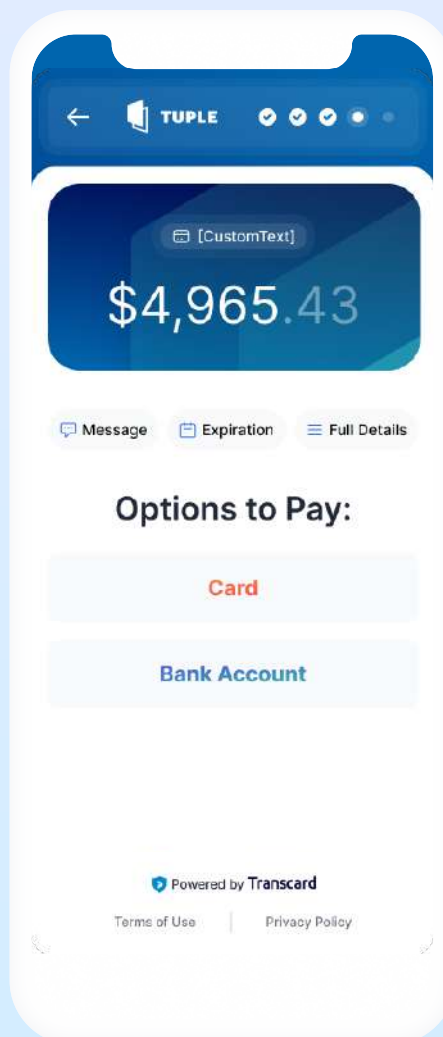 TUPLE
[CustomText]
$4,965.43
Message Expiration Full Details
Options to Pay:
Card
Bank Account
Powered by Transcard
Terms of Use Privacy Policy